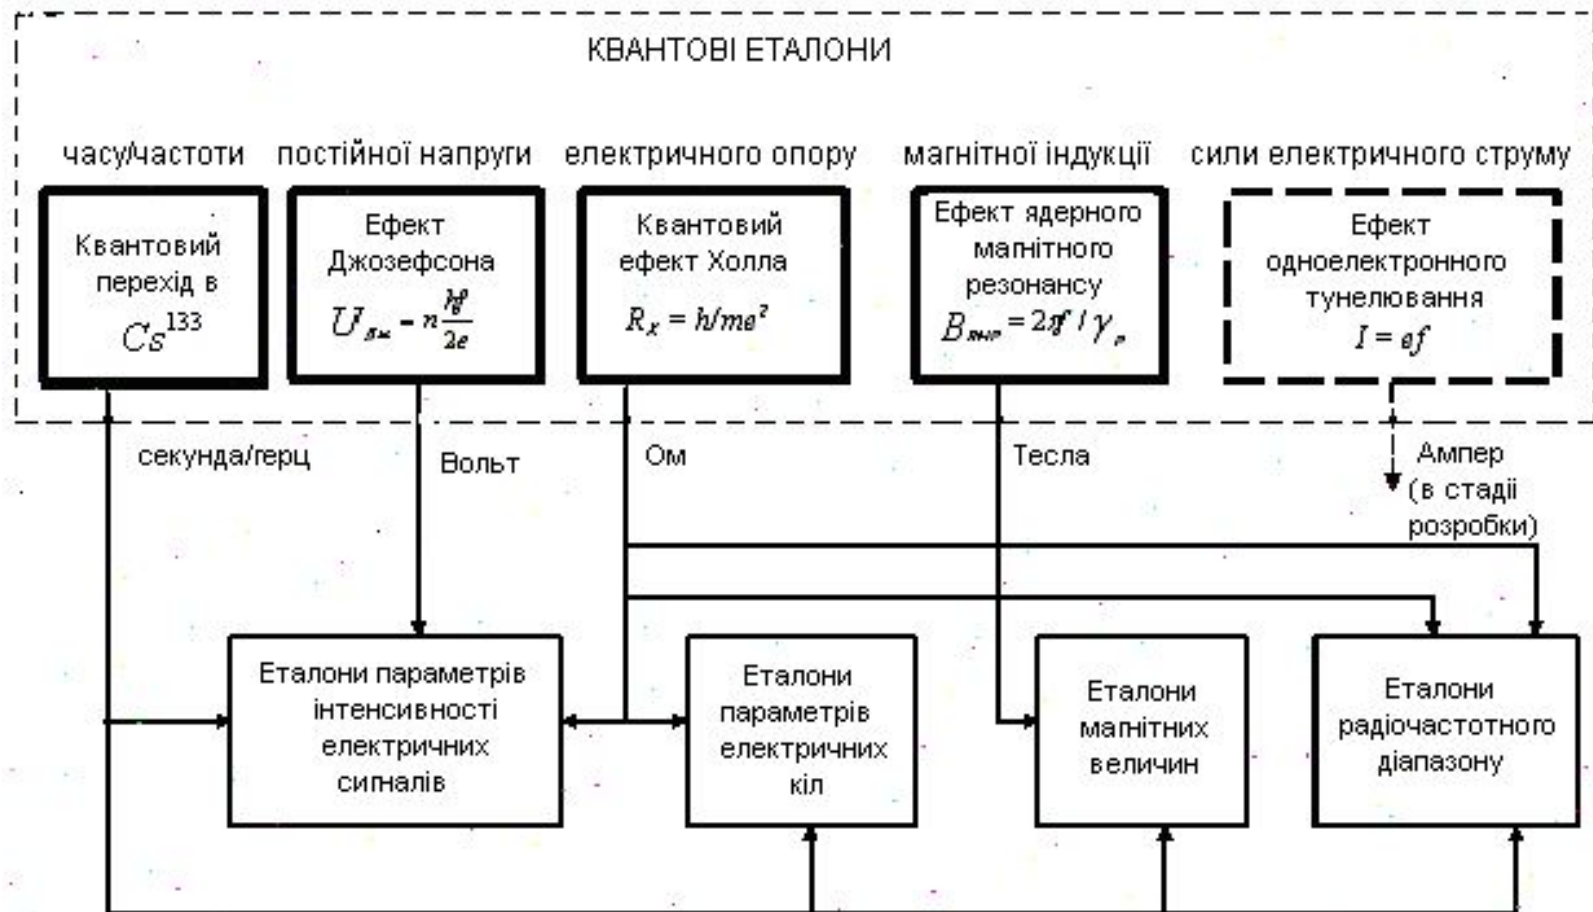 КВАНТОВІ ЕТАЛОНИ
часу/частоти
постійної напруги
електричного опору
магнітної індукції
сили електричного струму
Квантовий
перехід в
Cs¹³³
Ефект
Джозефсона
Квантовий
ефект Холла
R_X = h/me²
Ефект ядерного
магнітного
резонансу
Ефект
одноелектронного
тунелювання
I = ef
секунда/герц
Вольт
Ом
Тесла
Ампер
(в стадії
розробки)
Еталони параметрів
інтенсивності
електричних
сигналів
Еталони
параметрів
електричних
кіл
Еталони
магнітних
величин
Еталони
радіочастотного
діапазону